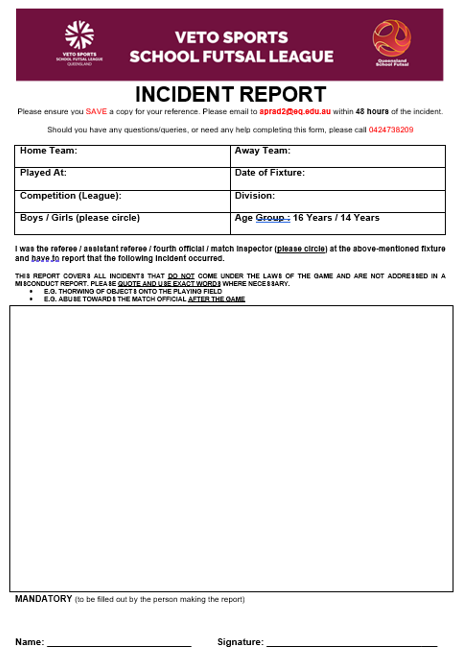 VETO SPORTS
SCHOOL FUTSAL LEAGUE
VETO SPORTS
SCHOOL FUTSAL LEAGUE
QUEENSLAND
Queensland
School Futsal
INCIDENT REPORT
Please ensure you SAVE a copy for your reference. Please email to aprad2@eq.edu.au within 48 hours of the incident.
Should you have any questions/queries, or need any help completing this form, please call 0424738209
Home Team: Away Team:
Played At: Date of Fixture:
Competition (League): Division:
Boys / Girls (please circle) Age Group : 16 Years / 14 Years
I was the referee / assistant referee / fourth official / match inspector (please circle) at the above-mentioned fixture
and have to report that the following incident occurred.
THIS REPORT COVERS ALL INCIDENTS THAT DO NOT COME UNDER THE LAWS OF THE GAME AND ARE NOT ADDRESSED IN A
MISCONDUCT REPORT. PLEASE QUOTE AND USE EXACT WORDS WHERE NECESSARY.
• E.G. THORWING OF OBJECTS ONTO THE PLAYING FIELD
• E.G. ABUSE TOWARDS THE MATCH OFFICIAL AFTER THE GAME
MANDATORY (to be filled out by the person making the report)
Name: Signature: